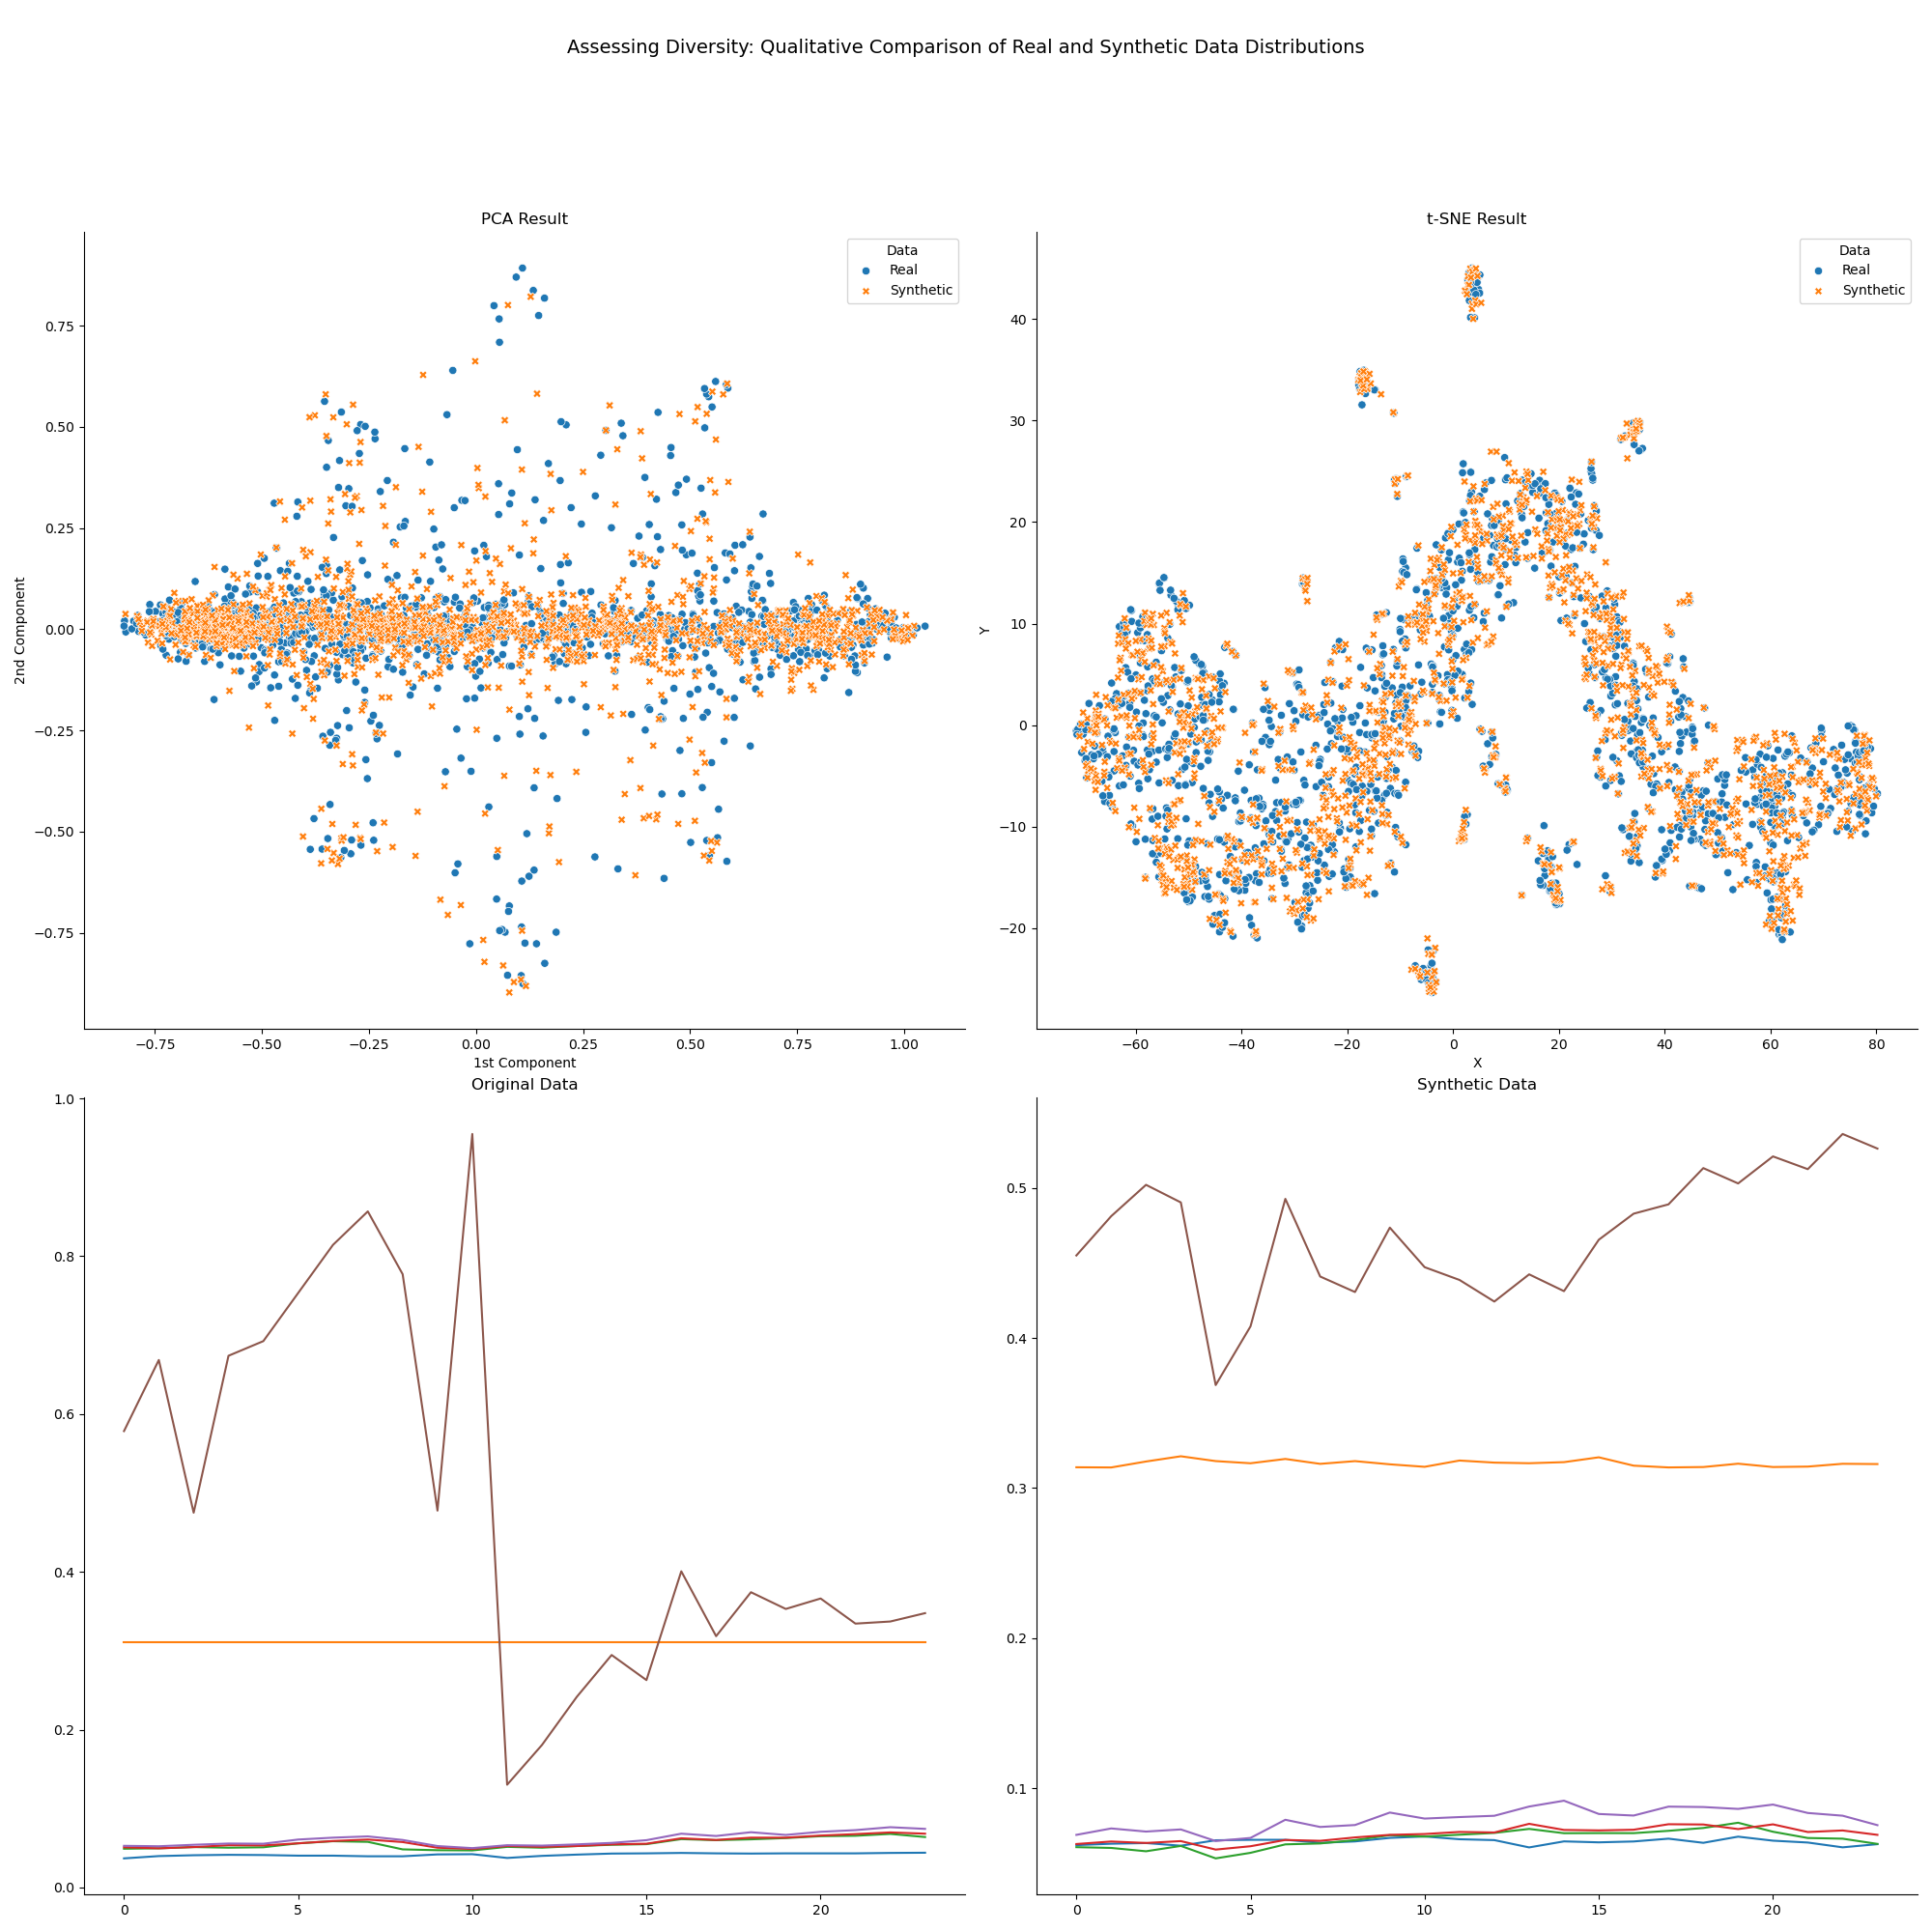 Assessing Diversity: Qualitative Comparison of Real and Synthetic Data Distributions
PCA Result
Data
Real
Synthetic
0.75
0.50
0.25
0.00
−0.25
−0.50
−0.75
2nd Component
−0.75 −0.50 −0.25 0.00 0.25 0.50 0.75 1.00
1st Component
t-SNE Result
Data
Real
Synthetic
40
30
20
10
0
−10
−20
Y
−60 −40 −20 0 20 40 60 80
X
Original Data
1.0
0.8
0.6
0.4
0.2
0.0
0 5 10 15 20
Synthetic Data
0.5
0.4
0.3
0.2
0.1
0 5 10 15 20